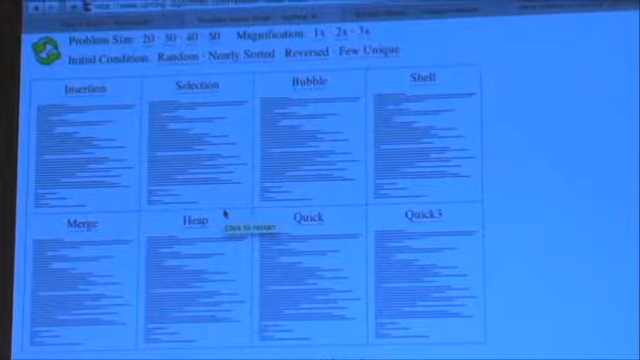 Problem Size: 20 · 30 · 40 · 50 Magnification: 1x · 2x · 3x
Initial Condition: Random · Nearly Sorted · Reversed · Few Unique
Insertion Selection Bubble Shell
Merge Heap Quick Quick3
Click to restart